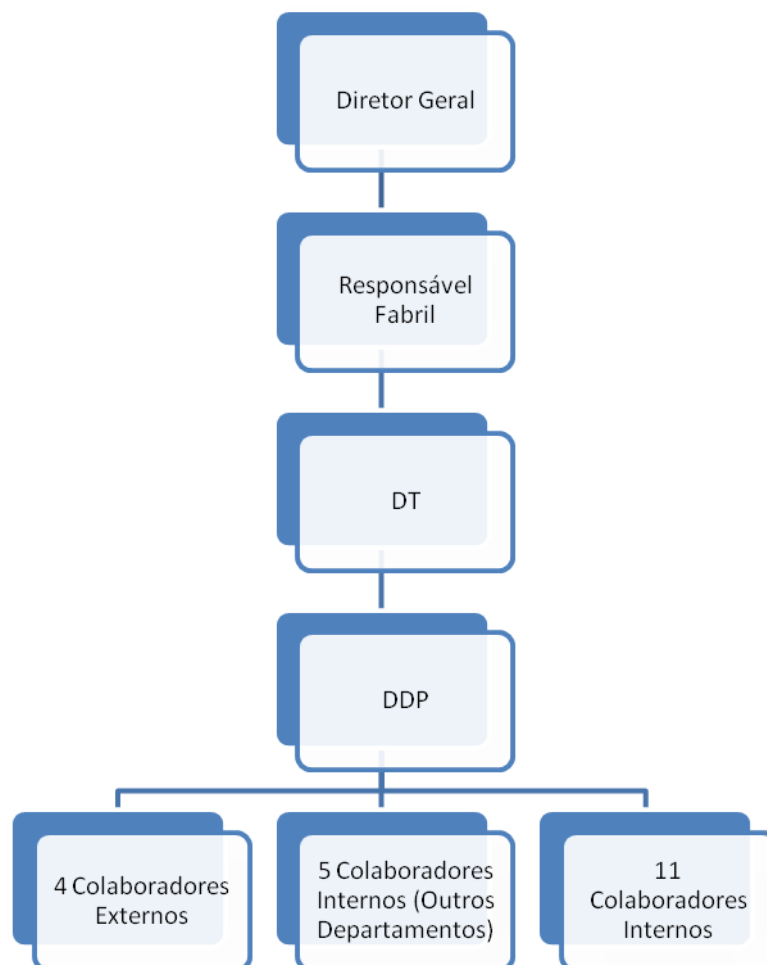 Diretor Geral
Responsável
Fabril
DT
DDP
4 Colaboradores
Externos
5 Colaboradores
Internos (Outros
Departamentos)
11
Colaboradores
Internos